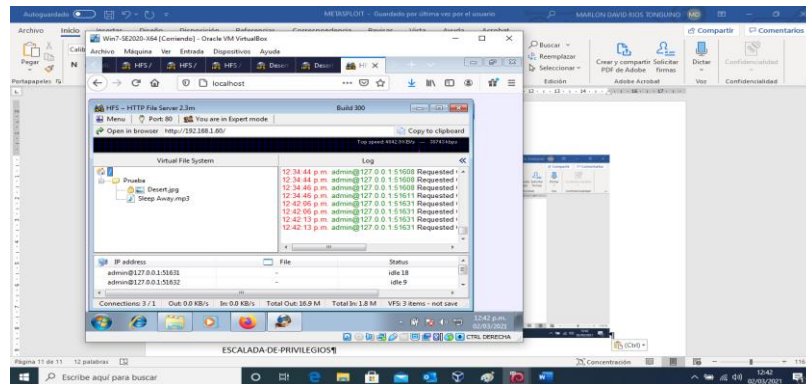 Autoguardado
METASPLOIT - Guardado por última vez por el usuario
MARLON DAVID RIOS TONGUINO
Archivo Inicio
Compartir Comentarios
Pegar
N
Portapapeles
Buscar
Reemplazar
Seleccionar
Edición
Crear y compartir PDF de Adobe
Solicitar firmas
Adobe Acrobat
Dictar
Voz
Confidencialidad
Confidencialidad
Win7-SE2020-X64 [Corriendo] - Oracle VM VirtualBox
Archivo Máquina Ver Entrada Dispositivos Ayuda
HFS / HFS / HFS / Desert Desert HF
localhost
HFS ~ HTTP File Server 2.3m Build 300
Menu Port: 80 You are in Expert mode
Open in browser http://192.168.1.60/ Copy to clipboard
Virtual File System
Log
/
Prueba
Desert.jpg
Sleep Away.mp3
12:34:44 p.m. admin@127.0.0.1:51608 Requested
12:34:44 p.m. admin@127.0.0.1:51608 Requested
12:34:46 p.m. admin@127.0.0.1:51608 Requested
12:34:46 p.m. admin@127.0.0.1:51611 Requested
12:42:06 p.m. admin@127.0.0.1:51631 Requested
12:42:06 p.m. admin@127.0.0.1:51631 Requested
12:42:13 p.m. admin@127.0.0.1:51631 Requested
12:42:13 p.m. admin@127.0.0.1:51631 Requested
IP address File Status
admin@127.0.0.1:51631 - idle 18
admin@127.0.0.1:51632 - idle 9
Connections: 3 / 1 Out: 0.0 KB/s In: 0.0 KB/s Total Out: 16.9 M Total In: 1.8 M VFS: 3 items - not save
12:42 p.m.
02/03/2021
CTRL DERECHA
ESCALADA·DE·PRIVILEGIOS¶
(Ctrl)
Página 11 de 11 12 palabras
Concentración
Escribe aquí para buscar
12:42
02/03/2021